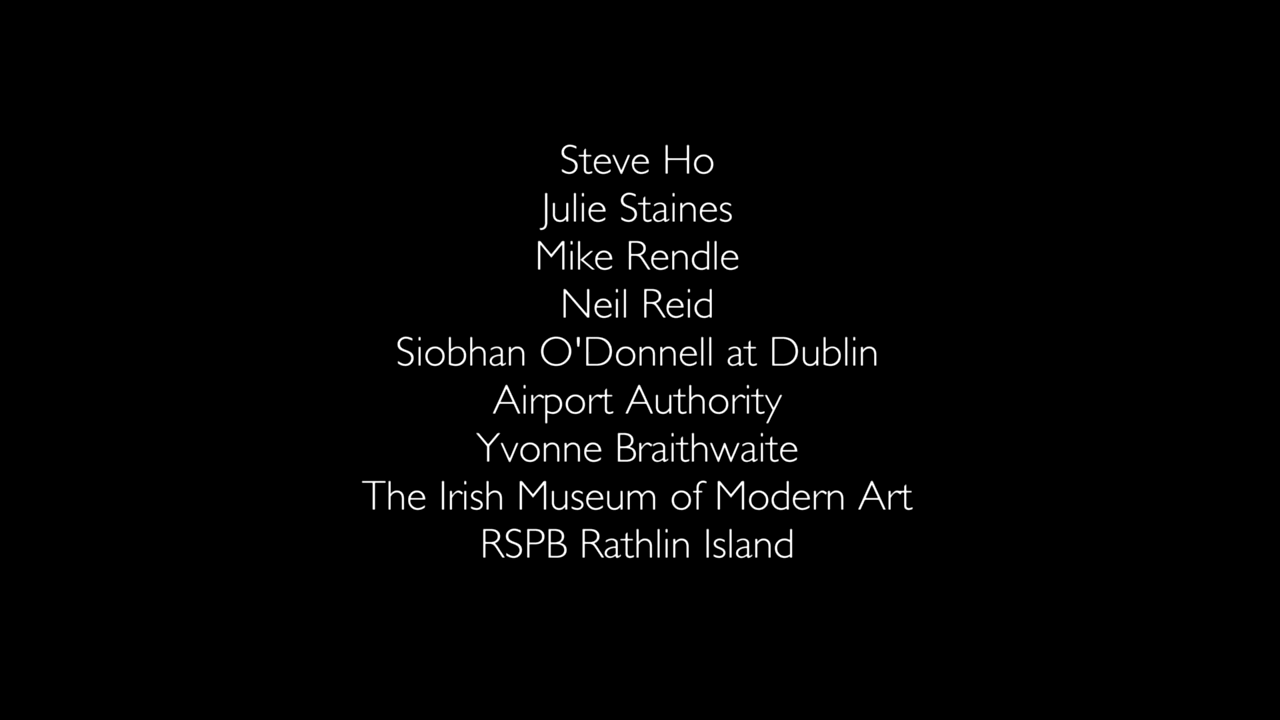 Steve Ho
Julie Staines
Mike Rendle
Neil Reid
Siobhan O'Donnell at Dublin
Airport Authority
Yvonne Braithwaite
The Irish Museum of Modern Art
RSPB Rathlin Island